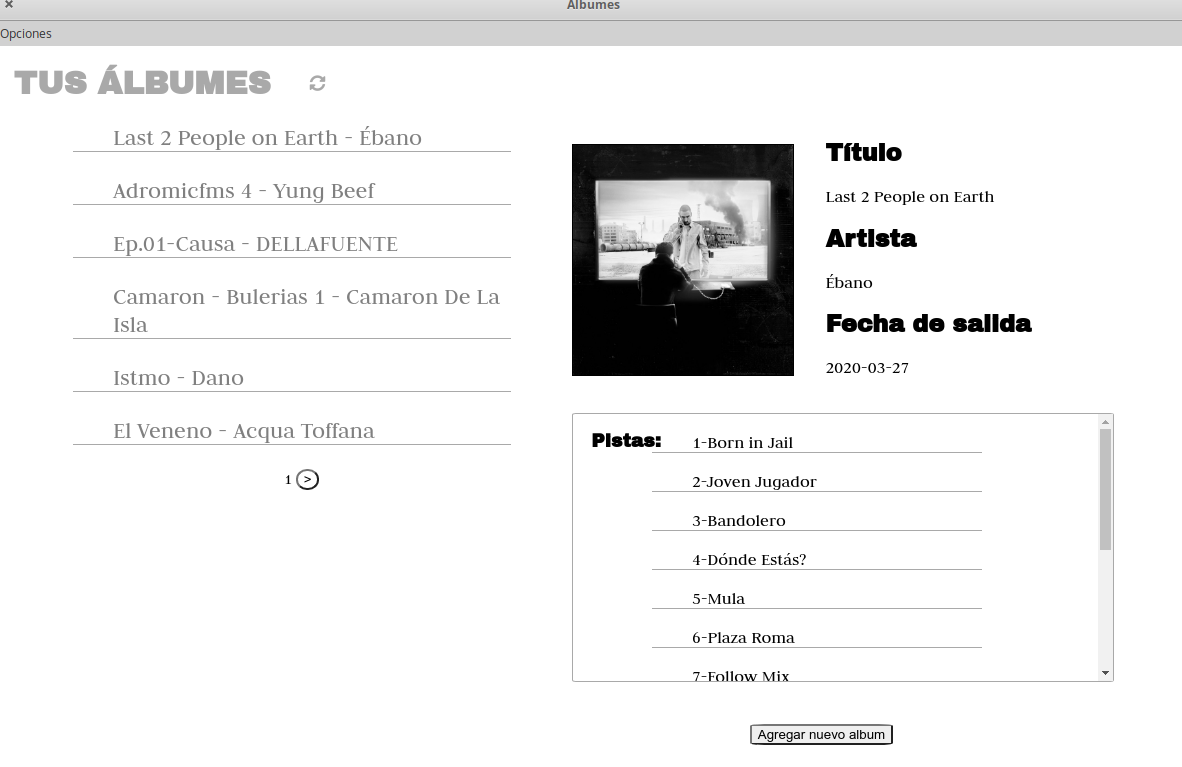 Albumes
Opciones
TUS ÁLBUMES
Last 2 People on Earth - Ébano
Adromicfms 4 - Yung Beef
Ep.01-Causa - DELLAFUENTE
Camaron - Bulerias 1 - Camaron De La
Isla
Istmo - Dano
El Veneno - Acqua Toffana
1 >
Título
Last 2 People on Earth
Artista
Ébano
Fecha de salida
2020-03-27
Pistas:
1-Born in Jail
2-Joven Jugador
3-Bandolero
4-Dónde Estás?
5-Mula
6-Plaza Roma
7-Follow Mix
Agregar nuevo album